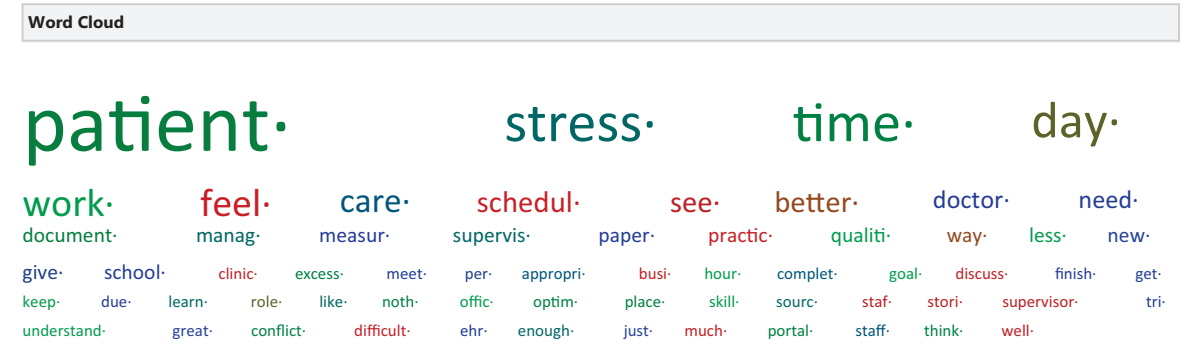 Word Cloud
patient· stress· time· day·
work· feel· care· schedul· see· better· doctor· need·
document· manag· measur· supervis· paper· practic· qualiti· way· less· new·
give· school· clinic· excess· meet· per· appropri· busi· hour· complet· goal· discuss· finish· get·
keep· due· learn· role· like· noth· offic· optim· place· skill· sourc· staf· stori· supervisor· tri·
understand· great· conflict· difficult· ehr· enough· just· much· portal· staff· think· well·